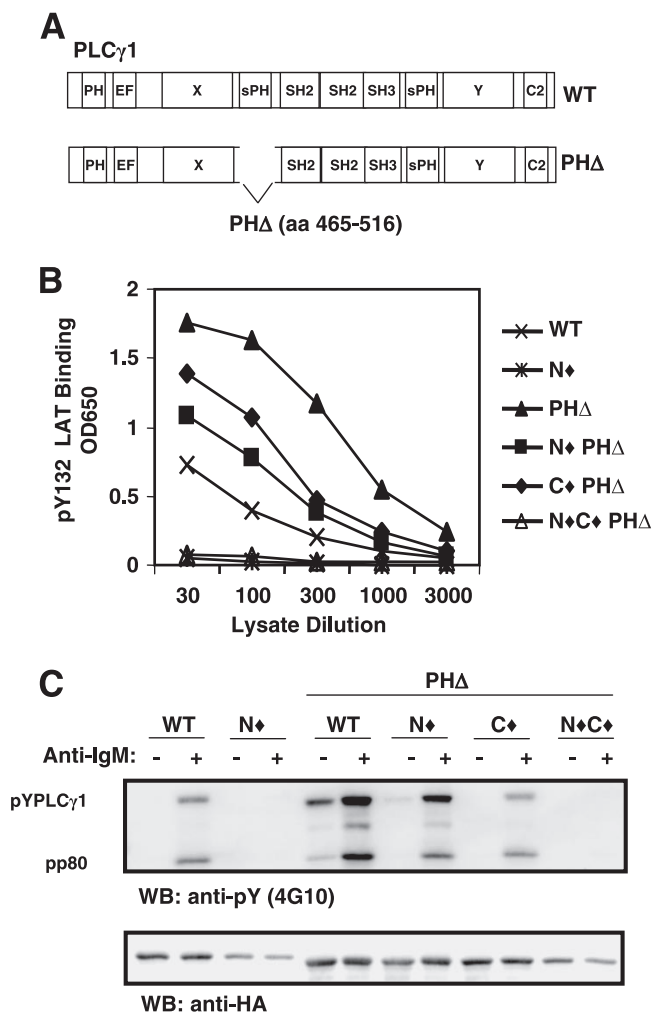 A
PLCγ1
PH EF X sPH SH2 SH2 SH3 sPH Y C2 WT
PH EF X SH2 SH2 SH3 sPH Y C2 PHΔ
PHΔ (aa 465-516)
B
pY132 LAT Binding
OD650
2
1.5
1
0.5
0
30 100 300 1000 3000
Lysate Dilution
WT
N♦
PHΔ
N♦ PHΔ
C♦ PHΔ
N♦C♦ PHΔ
C
PHΔ
WT N♦ WT N♦ C♦ N♦C♦
Anti-IgM: - + - + - + - + - + - +
pYPLCγ1
pp80
WB: anti-pY (4G10)
WB: anti-HA